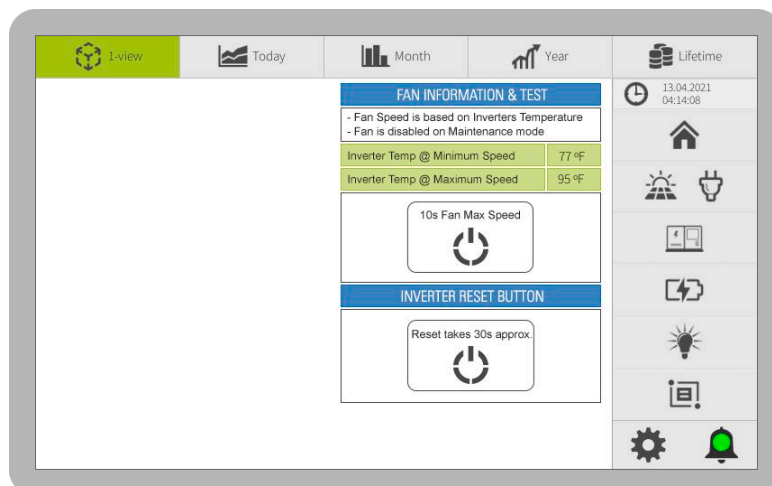 1-view
Today
Month
Year
Lifetime
13.04.2021
04:14:08
FAN INFORMATION & TEST
- Fan Speed is based on Inverters Temperature
- Fan is disabled on Maintenance mode
Inverter Temp @ Minimum Speed 77 ºF
Inverter Temp @ Maximum Speed 95 ºF
10s Fan Max Speed
INVERTER RESET BUTTON
Reset takes 30s approx.